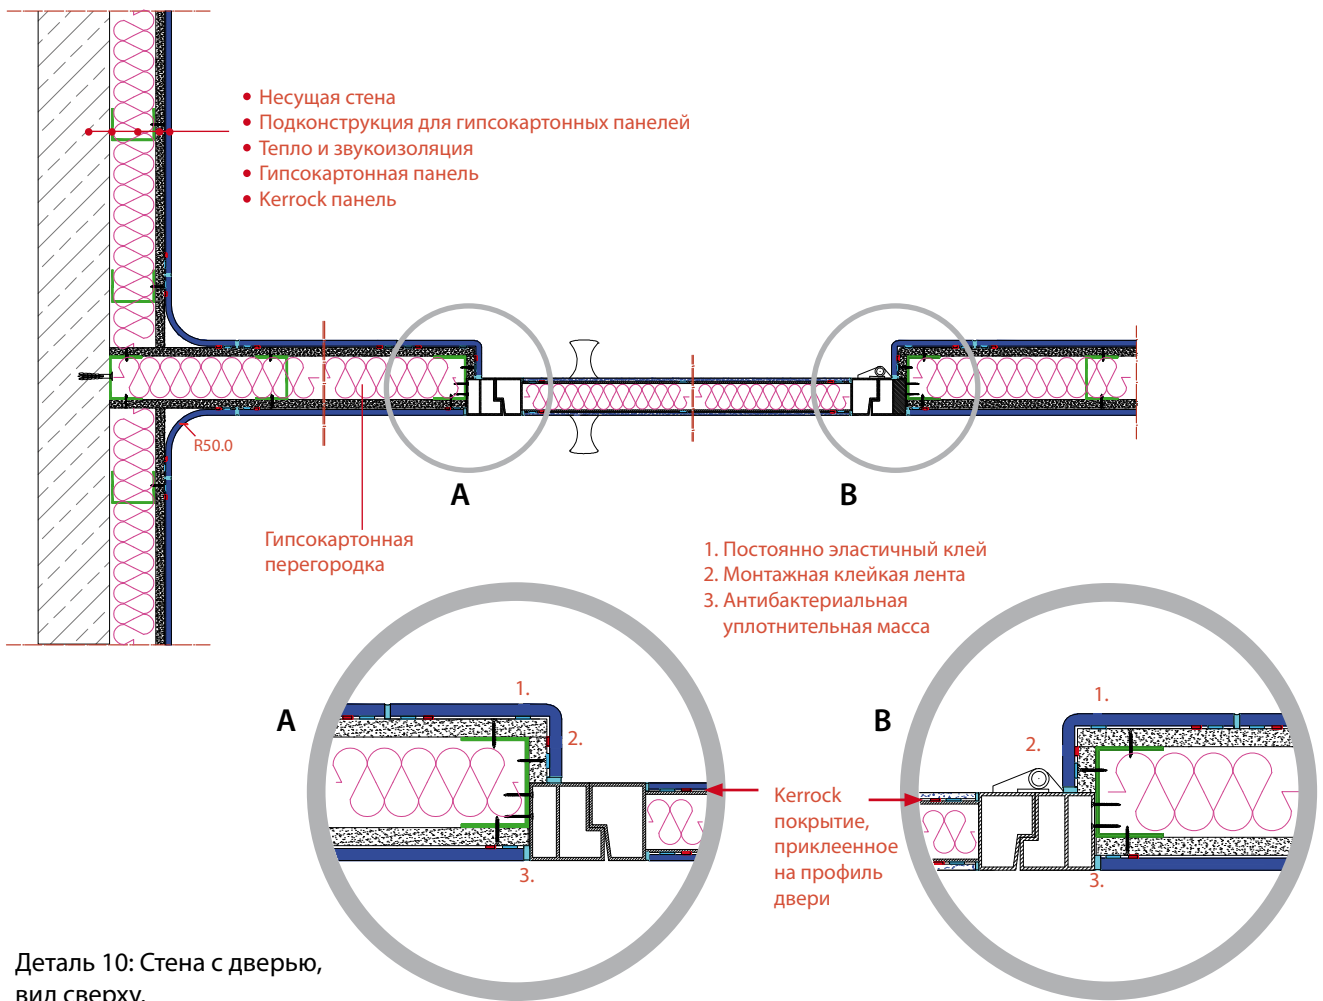 • Несущая стена
• Подконструкция для гипсокартонных панелей
• Тепло и звукоизоляция
• Гипсокартонная панель
• Kerrock панель
R50.0
A
B
Гипсокартонная
перегородка
1. Постоянно эластичный клей
2. Монтажная клейкая лента
3. Антибактериальная
уплотнительная масса
A
1.
2.
3.
Kerrock
покрытие,
приклеенное
на профиль
двери
B
1.
2.
3.
Деталь 10: Стена с дверью,
вид сверху.